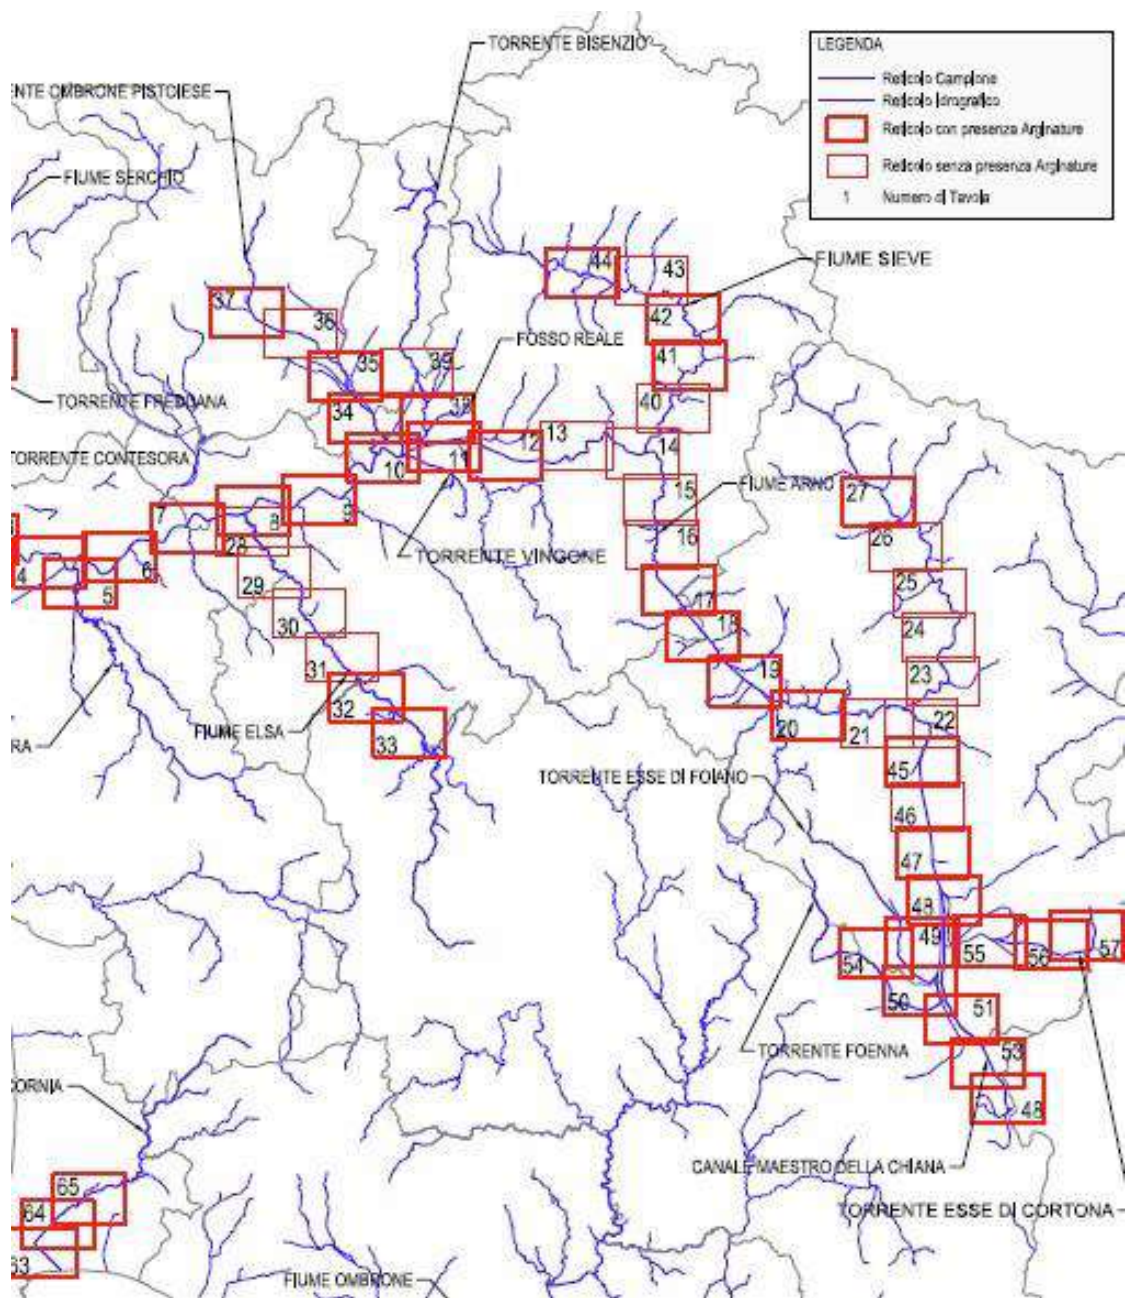 TORRENTE BISENZIO
LEGENDA
Reticolo Campione
Reticolo Idrografico
Reticolo con presenza Arginature
Reticolo senza presenza Arginature
1 Numero di Tavola
NTE OMBRONE PISTOIESE
FIUME SERCHIO
FIUME SIEVE
44
43
42
37
36
FOSSO REALE
35
39
41
TORRENTE FREDDANA
34
40
13
14
12
11
10
TORRENTE CONTESORA
15
FIUME ARNO
27
9
7
8
16
TORRENTE VINGONE
26
28
6
4
5
29
25
17
30
18
24
31
19
23
32
20
21
22
FIUME ELSA
33
RA
45
TORRENTE ESSE DI FOIANO
46
47
48
49
55
56
57
54
50
51
TORRENTE FOENNA
53
CORNIA
48
CANALE MAESTRO DELLA CHIANA
65
64
TORRENTE ESSE DI CORTONA
63
FIUME OMBRONE